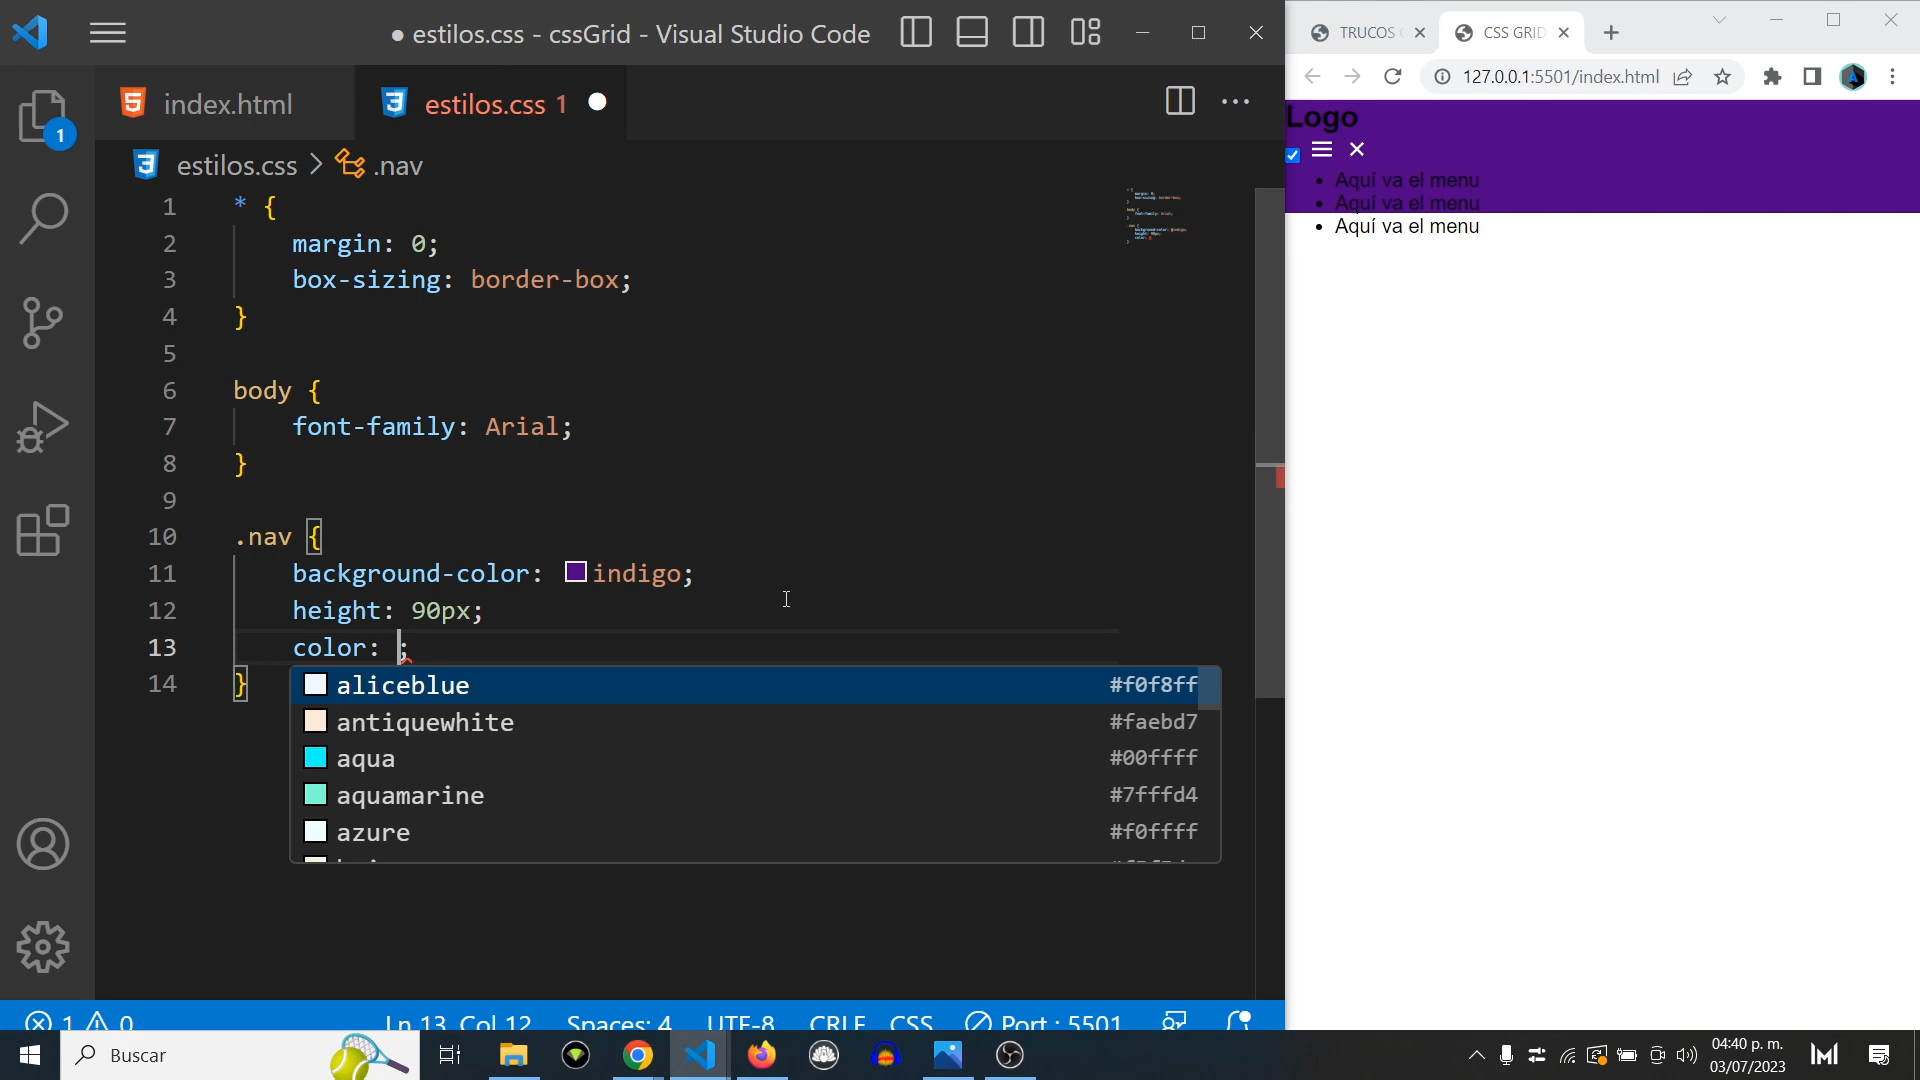 ● estilos.css - cssGrid - Visual Studio Code
index.html
estilos.css 1
estilos.css > .nav
1 * {
2 margin: 0;
3 box-sizing: border-box;
4 }
5
6 body {
7 font-family: Arial;
8 }
9
10 .nav {
11 background-color: indigo;
12 height: 90px;
13 color: ;
14 }
aliceblue #f0f8ff
antiquewhite #faebd7
aqua #00ffff
aquamarine #7fffd4
azure #f0ffff
1
1 0 Ln 13, Col 12 Spaces: 4 UTF-8 CRLF CSS Port : 5501
TRUCOS
CSS GRID
127.0.0.1:5501/index.html
Logo
Aquí va el menu
Aquí va el menu
Aquí va el menu
Buscar
04:40 p. m.
03/07/2023